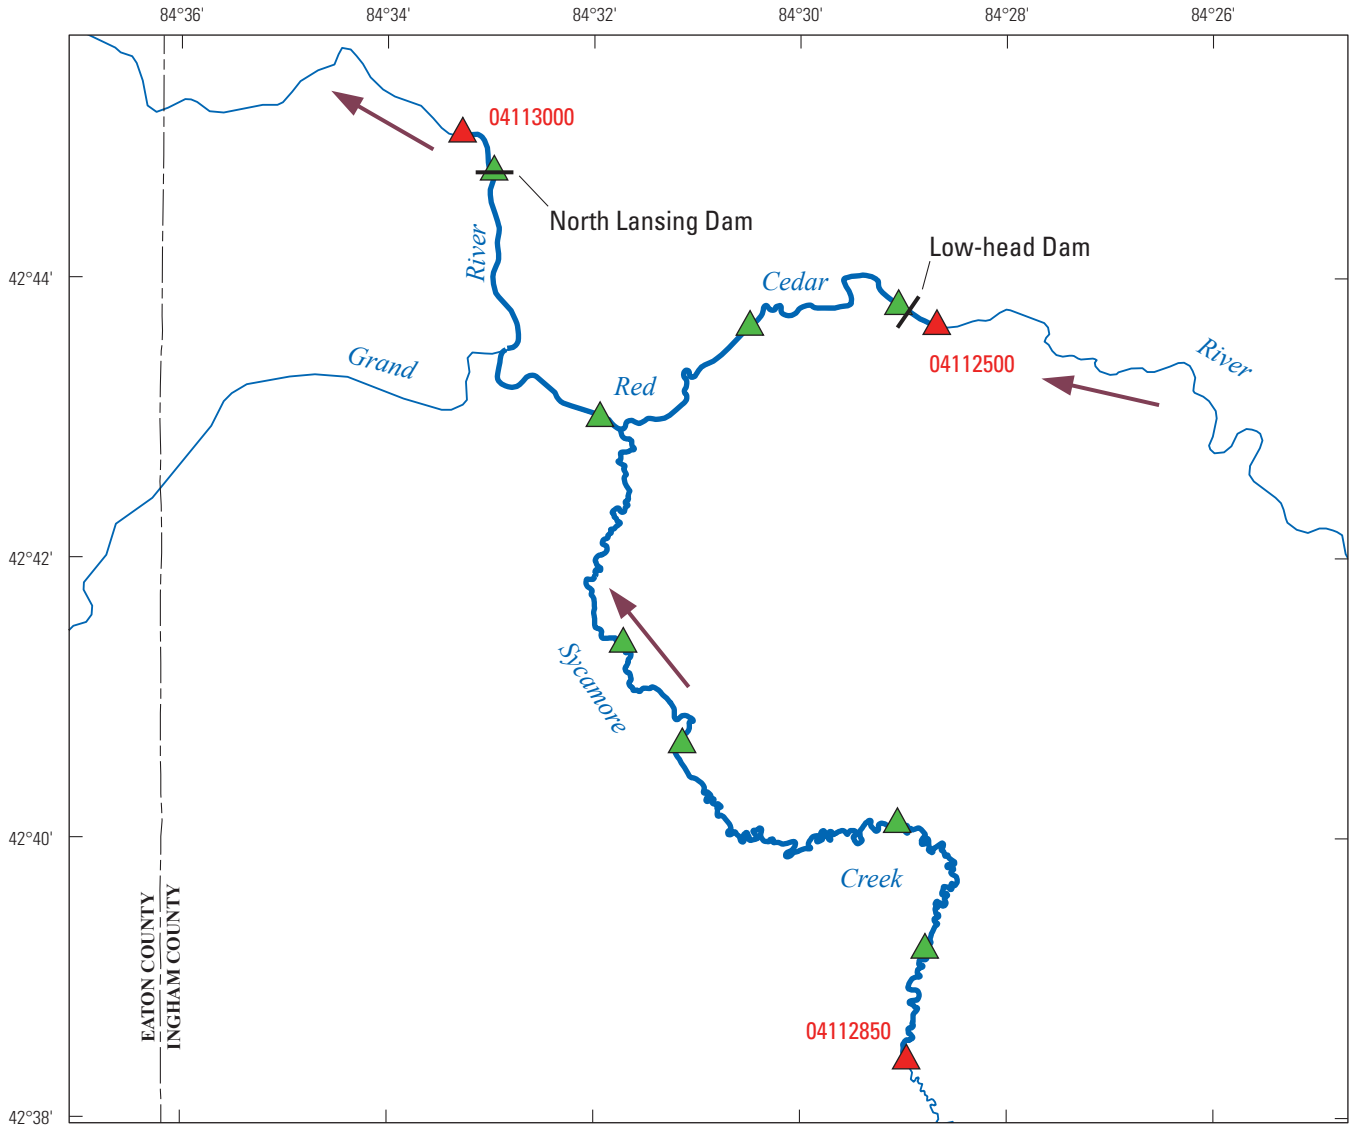 84°36' 84°34' 84°32' 84°30' 84°28' 84°26'
04113000
North Lansing Dam
River
Low-head Dam
Cedar
42°44'
River
Grand
04112500
Red
42°42'
Sycamore
42°40'
Creek
EATON COUNTY
INGHAM COUNTY
04112850
42°38'